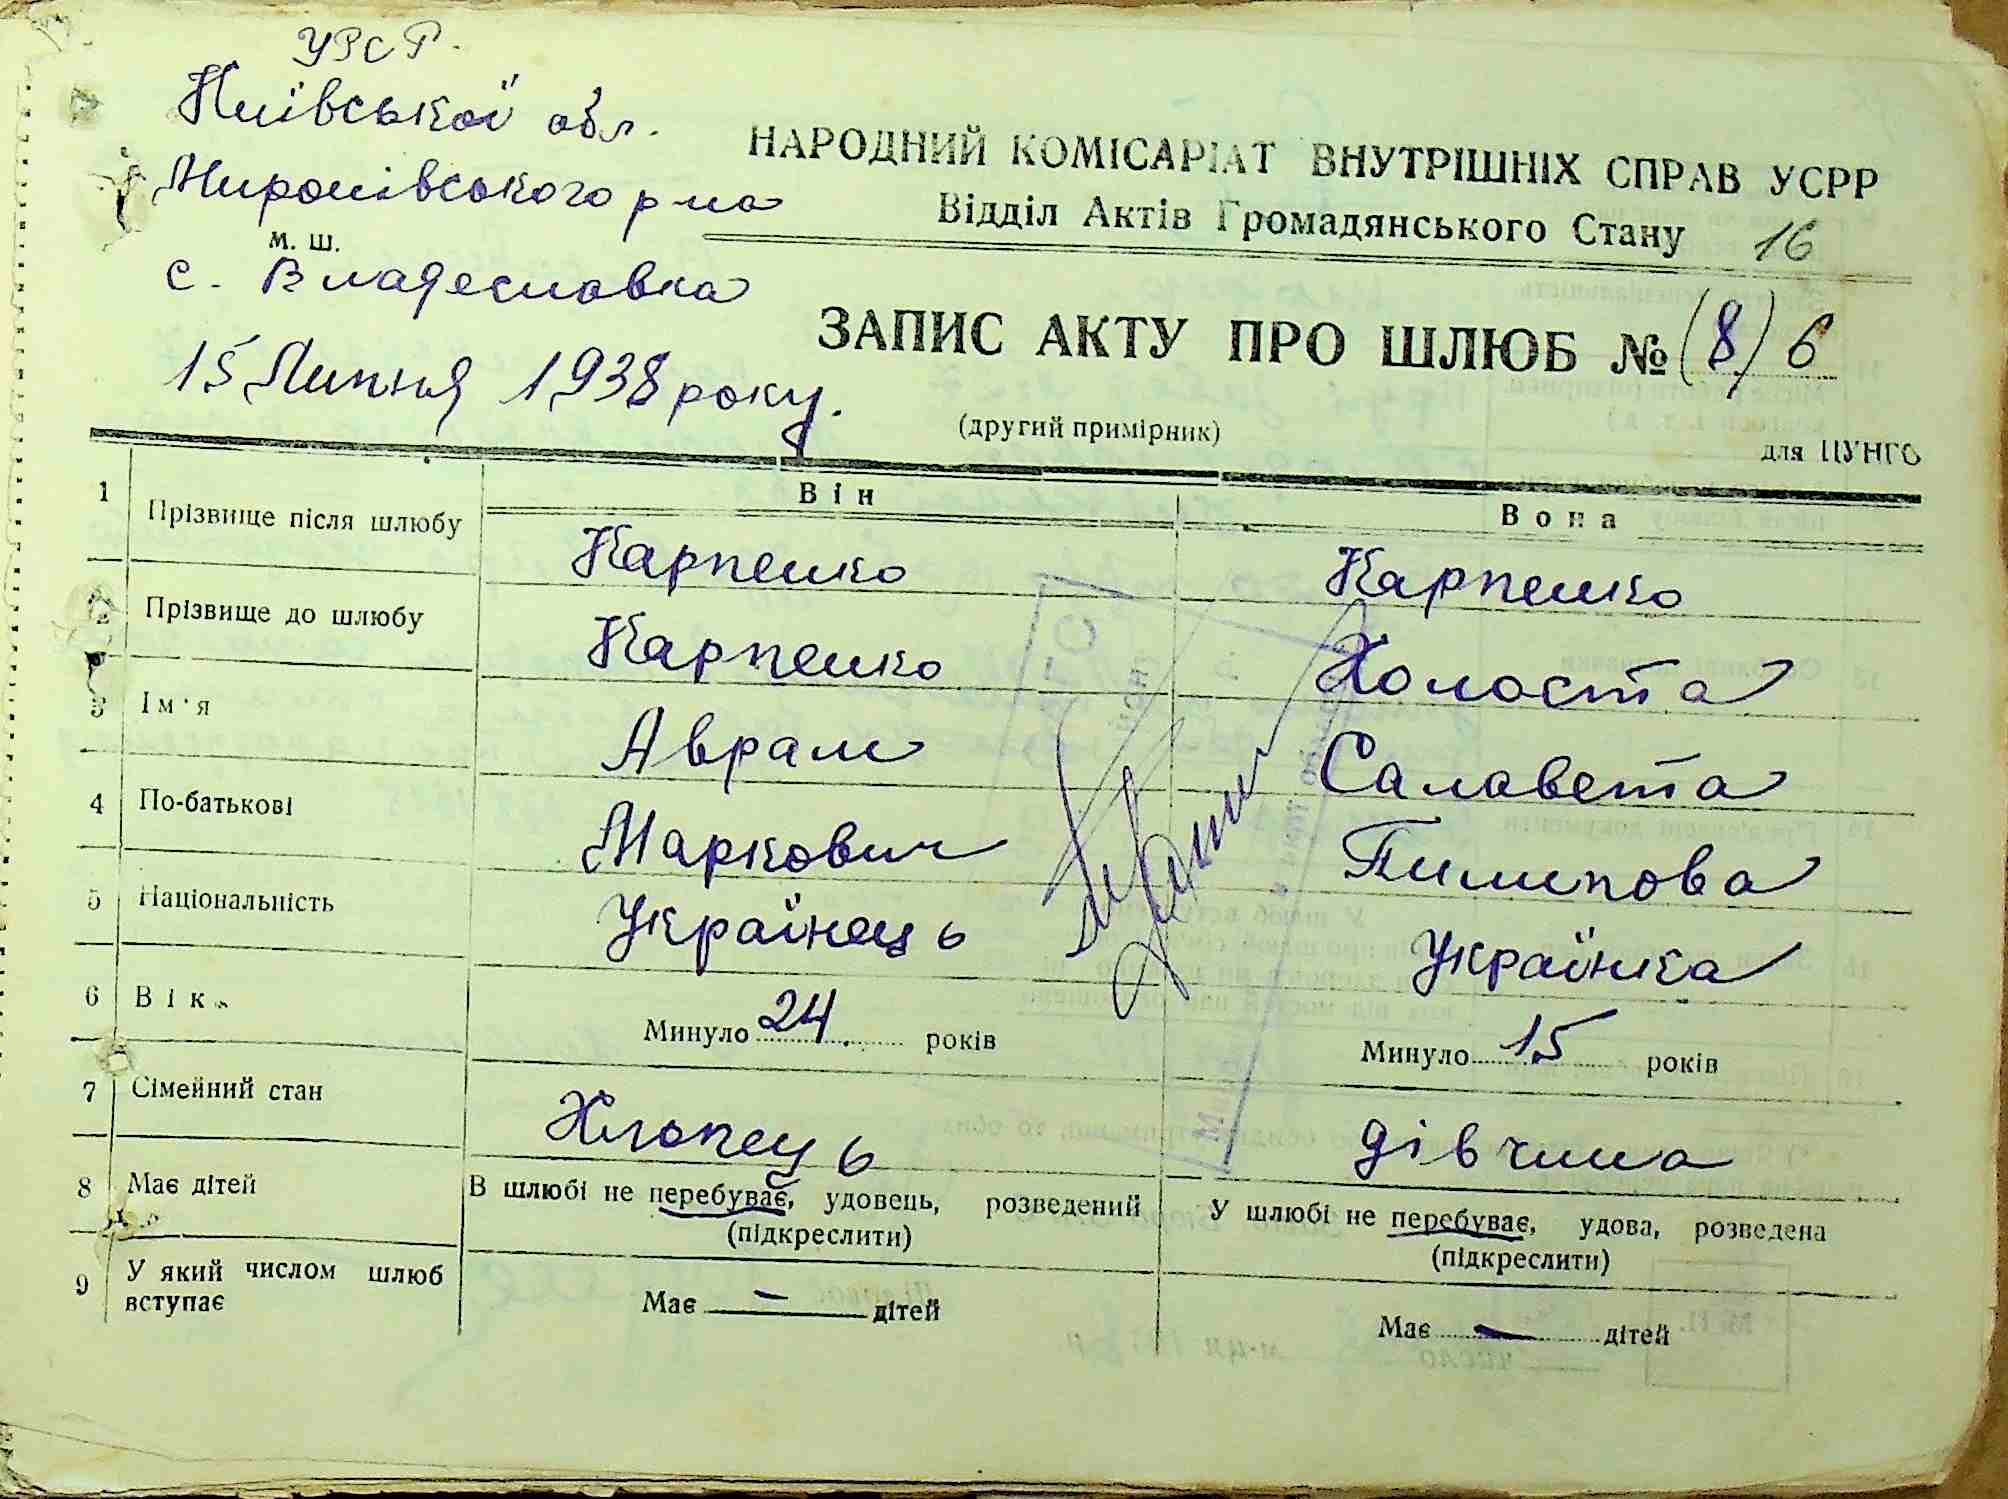 УРСР.
Київської обл.
Миронівського р-на
м. ш.
с. Владеславка
15 Липня 1938 року.
НАРОДНИЙ КОМІСАРІАТ ВНУТРІШНІХ СПРАВ УСРР
Відділ Актів Громадянського Стану 16
ЗАПИС АКТУ ПРО ШЛЮБ № (8) 6
(другий примірник)
для ЦУНГО
Він Вона
1 Прізвище після шлюбу Карпенко Карпенко
2 Прізвище до шлюбу Карпенко Холоста
3 Ім'я Аврам Салавета
4 По-батькові Маркович Пилипова
5 Національність Українець Українка
6 Вік Минуло 24 років Минуло 15 років
7 Сімейний стан Хлопець дівчина
8 Має дітей В шлюбі не перебуває, удовець, розведений У шлюбі не перебуває, удова, розведена
(підкреслити) (підкреслити)
9 У який числом шлюб
вступає Має — дітей Має — дітей